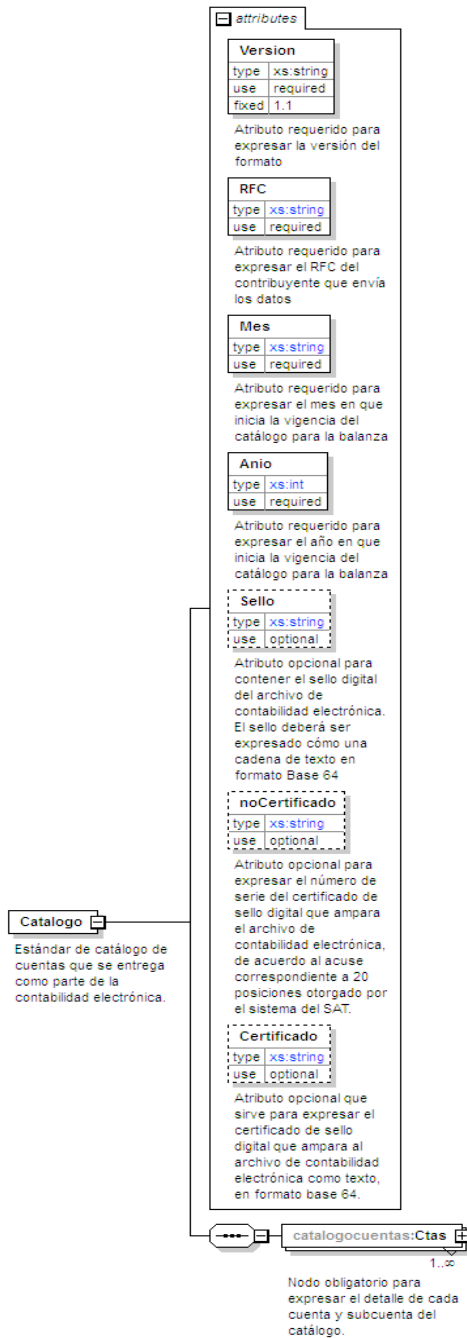 attributes
Version
type xs:string
use required
fixed 1.1
Atributo requerido para
expresar la versión del
formato
RFC
type xs:string
use required
Atributo requerido para
expresar el RFC del
contribuyente que envía
los datos
Mes
type xs:string
use required
Atributo requerido para
expresar el mes en que
inicia la vigencia del
catálogo para la balanza
Anio
type xs:int
use required
Atributo requerido para
expresar el año en que
inicia la vigencia del
catálogo para la balanza
Sello
type xs:string
use optional
Atributo opcional para
contener el sello digital
del archivo de
contabilidad electrónica.
El sello deberá ser
expresado cómo una
cadena de texto en
formato Base 64
noCertificado
type xs:string
use optional
Atributo opcional para
expresar el número de
serie del certificado de
sello digital que ampara
el archivo de
contabilidad electrónica,
de acuerdo al acuse
correspondiente a 20
posiciones otorgado por
el sistema del SAT.
Catalogo
Estándar de catálogo de
cuentas que se entrega
como parte de la
contabilidad electrónica.
Certificado
type xs:string
use optional
Atributo opcional que
sirve para expresar el
certificado de sello
digital que ampara al
archivo de contabilidad
electrónica como texto,
en formato base 64.
catalogocuentas:Ctas
1..∞
Nodo obligatorio para
expresar el detalle de cada
cuenta y subcuenta del
catálogo.